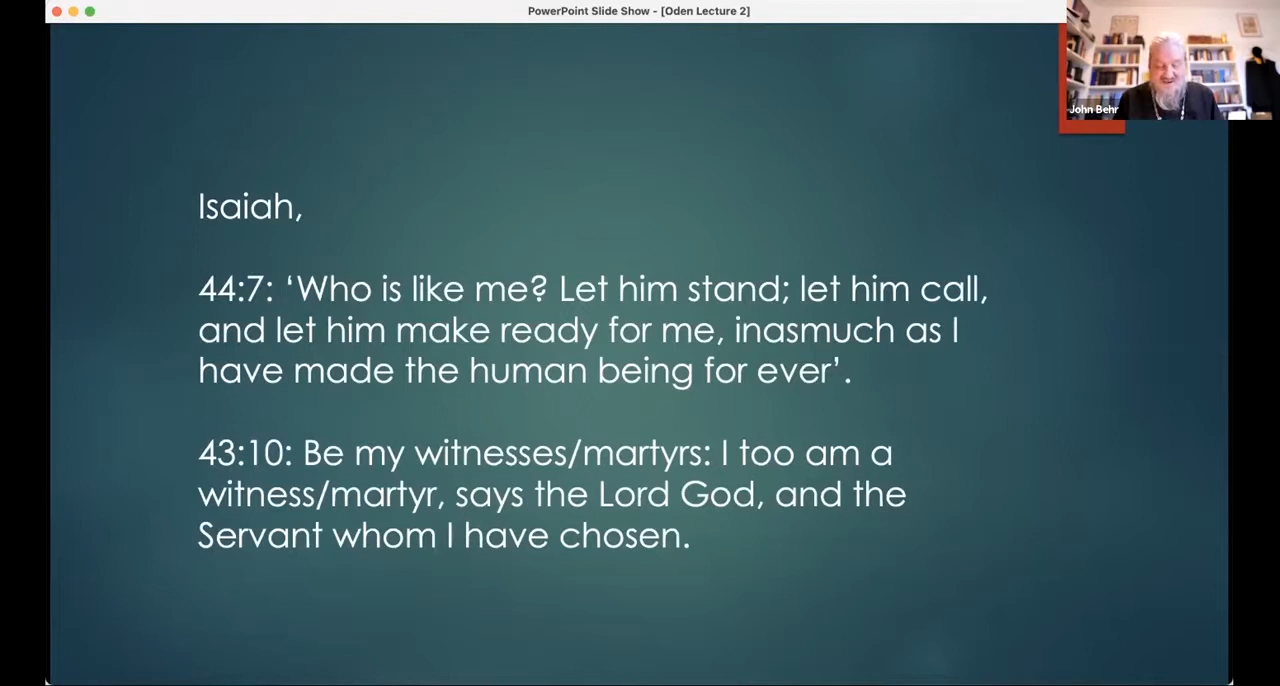 PowerPoint Slide Show - [Oden Lecture 2]
John Behr
Isaiah,
44:7: ‘Who is like me? Let him stand; let him call,
and let him make ready for me, inasmuch as I
have made the human being for ever’.
43:10: Be my witnesses/martyrs: I too am a
witness/martyr, says the Lord God, and the
Servant whom I have chosen.